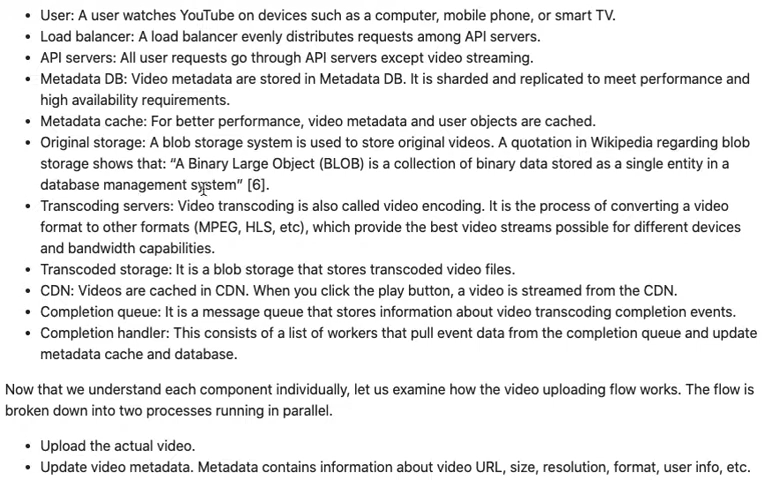 • User: A user watches YouTube on devices such as a computer, mobile phone, or smart TV.
• Load balancer: A load balancer evenly distributes requests among API servers.
• API servers: All user requests go through API servers except video streaming.
• Metadata DB: Video metadata are stored in Metadata DB. It is sharded and replicated to meet performance and
high availability requirements.
• Metadata cache: For better performance, video metadata and user objects are cached.
• Original storage: A blob storage system is used to store original videos. A quotation in Wikipedia regarding blob
storage shows that: “A Binary Large Object (BLOB) is a collection of binary data stored as a single entity in a
database management system” [6].
• Transcoding servers: Video transcoding is also called video encoding. It is the process of converting a video
format to other formats (MPEG, HLS, etc), which provide the best video streams possible for different devices
and bandwidth capabilities.
• Transcoded storage: It is a blob storage that stores transcoded video files.
• CDN: Videos are cached in CDN. When you click the play button, a video is streamed from the CDN.
• Completion queue: It is a message queue that stores information about video transcoding completion events.
• Completion handler: This consists of a list of workers that pull event data from the completion queue and update
metadata cache and database.
Now that we understand each component individually, let us examine how the video uploading flow works. The flow is
broken down into two processes running in parallel.
• Upload the actual video.
• Update video metadata. Metadata contains information about video URL, size, resolution, format, user info, etc.